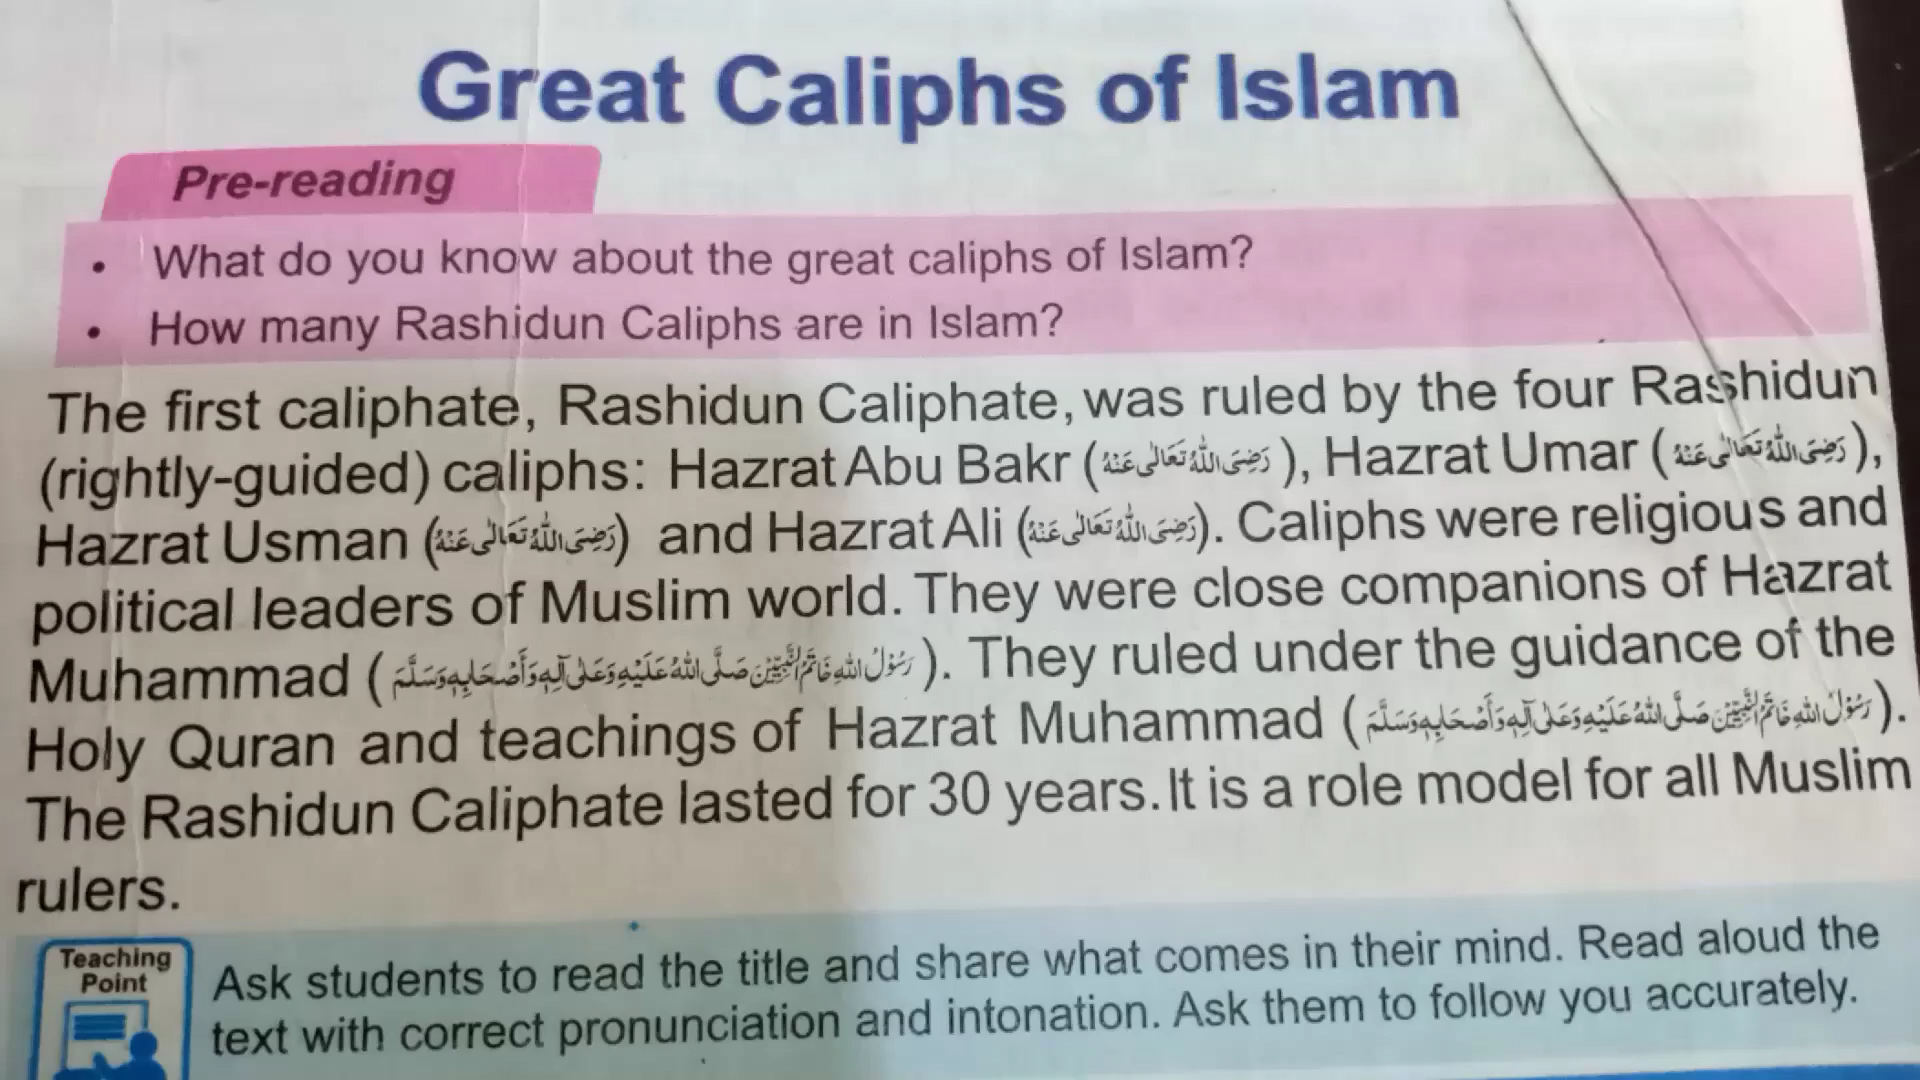 Great Caliphs of Islam
Pre-reading
• What do you know about the great caliphs of Islam?
• How many Rashidun Caliphs are in Islam?
The first caliphate, Rashidun Caliphate, was ruled by the four Rashidun
(rightly-guided) caliphs: Hazrat Abu Bakr (رَضِیَ اللّٰہُ تَعَالٰی عَنْہُ), Hazrat Umar (رَضِیَ اللّٰہُ تَعَالٰی عَنْہُ),
Hazrat Usman (رَضِیَ اللّٰہُ تَعَالٰی عَنْہُ) and Hazrat Ali (رَضِیَ اللّٰہُ تَعَالٰی عَنْہُ). Caliphs were religious and
political leaders of Muslim world. They were close companions of Hazrat
Muhammad (رَسُوْلُ اللہِ خَاتَمُ النَّبِیّٖنَ صَلَّی اللہُ عَلَیْہِ وَعَلٰی آلِہٖ وَأَصْحَابِہٖ وَسَلَّمَ). They ruled under the guidance of the
Holy Quran and teachings of Hazrat Muhammad (رَسُوْلُ اللہِ خَاتَمُ النَّبِیّٖنَ صَلَّی اللہُ عَلَیْہِ وَعَلٰی آلِہٖ وَأَصْحَابِہٖ وَسَلَّمَ).
The Rashidun Caliphate lasted for 30 years. It is a role model for all Muslim
rulers.
Teaching
Point
Ask students to read the title and share what comes in their mind. Read aloud the
text with correct pronunciation and intonation. Ask them to follow you accurately.